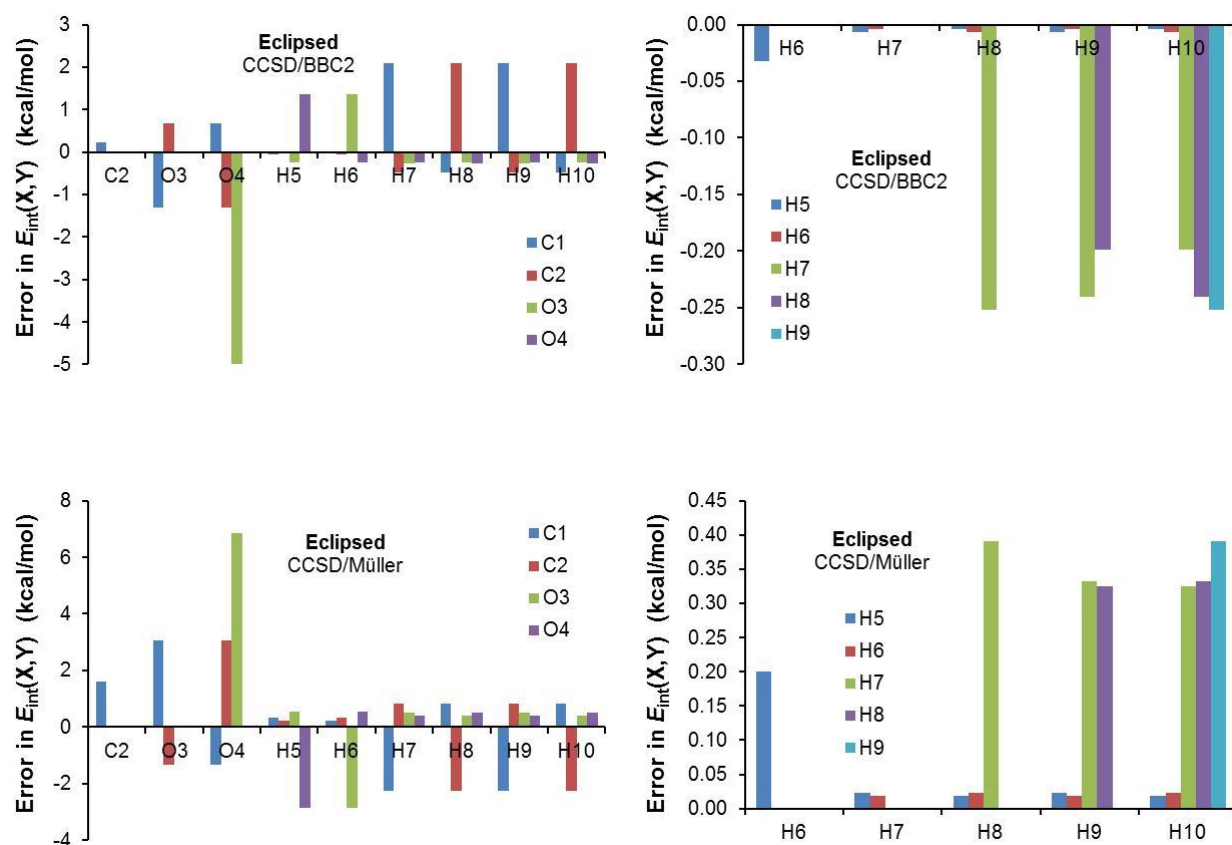 Error in Eint(X,Y) (kcal/mol)
3
2
1
0
-1
-2
-3
-4
-5
Eclipsed
CCSD/BBC2
C2
O3
O4
H5
H6
H7
H8
H9
H10
C1
C2
O3
O4
Error in Eint(X,Y) (kcal/mol)
0.00
-0.05
-0.10
-0.15
-0.20
-0.25
-0.30
H6
H7
H8
H9
H10
Eclipsed
CCSD/BBC2
H5
H6
H7
H8
H9
Error in Eint(X,Y) (kcal/mol)
8
6
4
2
0
-2
-4
Eclipsed
CCSD/Müller
C1
C2
O3
O4
C2
O3
O4
H5
H6
H7
H8
H9
H10
Error in Eint(X,Y) (kcal/mol)
0.45
0.40
0.35
0.30
0.25
0.20
0.15
0.10
0.05
0.00
Eclipsed
CCSD/Müller
H5
H6
H7
H8
H9
H6
H7
H8
H9
H10